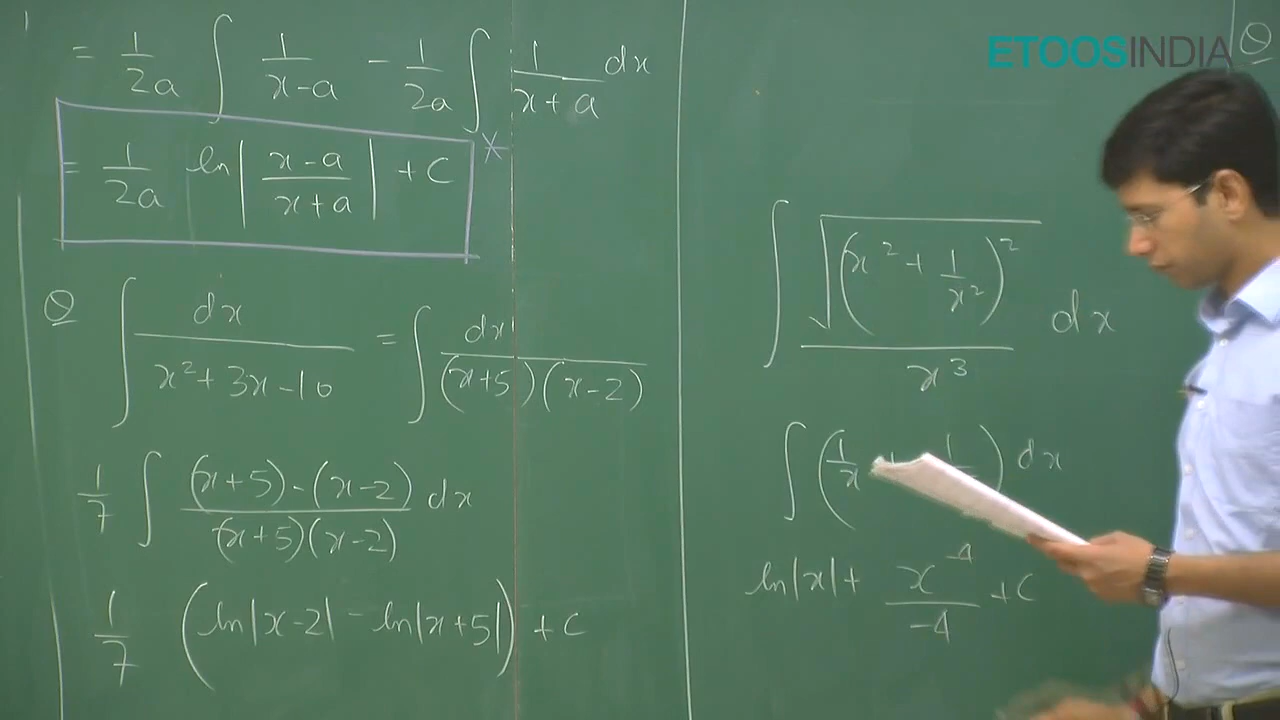 = 1/2a ∫ 1/(x-a) - 1/2a ∫ 1/(x+a) dx
= 1/2a ln|(x-a)/(x+a)| + C *
Q ∫ dx/(x²+3x-10) = ∫ dx/((x+5)(x-2))
1/7 ∫ ((x+5)-(x-2))/((x+5)(x-2)) dx
1/7 (ln|x-2| - ln|x+5|) + C
ETOOSINDIA
Q
∫ √((x² + 1/x²)²)/x³ dx
∫ (1/x + 1/) dx
ln|x| + x⁻⁴/-4 + C